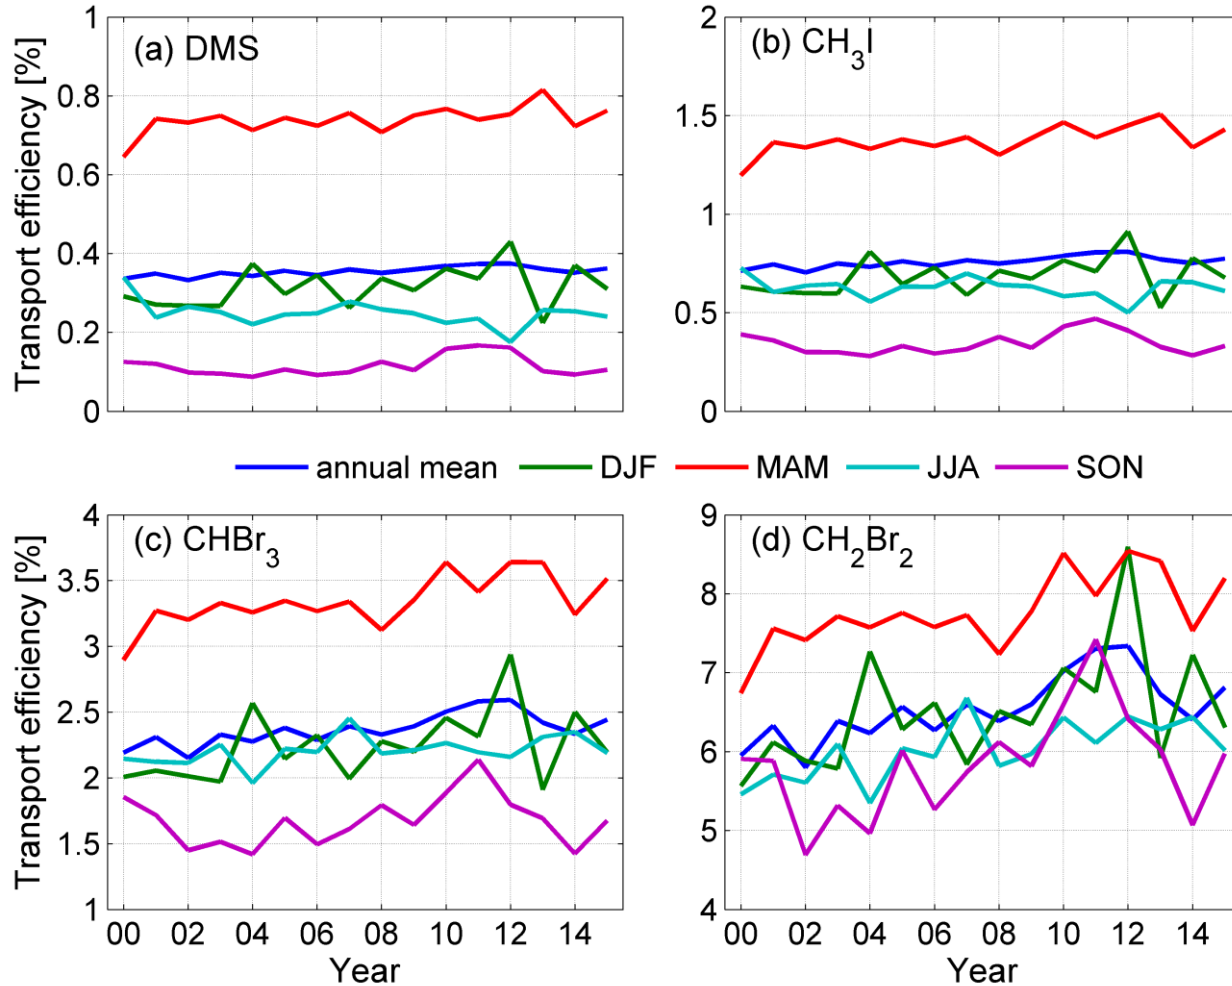 (a) DMS
Transport efficiency [%]
1
0.8
0.6
0.4
0.2
0
(b) CH₃I
2
1.5
1
0.5
0
annual mean DJF MAM JJA SON
(c) CHBr₃
Transport efficiency [%]
4
3.5
3
2.5
2
1.5
1
00 02 04 06 08 10 12 14
Year
(d) CH₂Br₂
9
8
7
6
5
4
00 02 04 06 08 10 12 14
Year